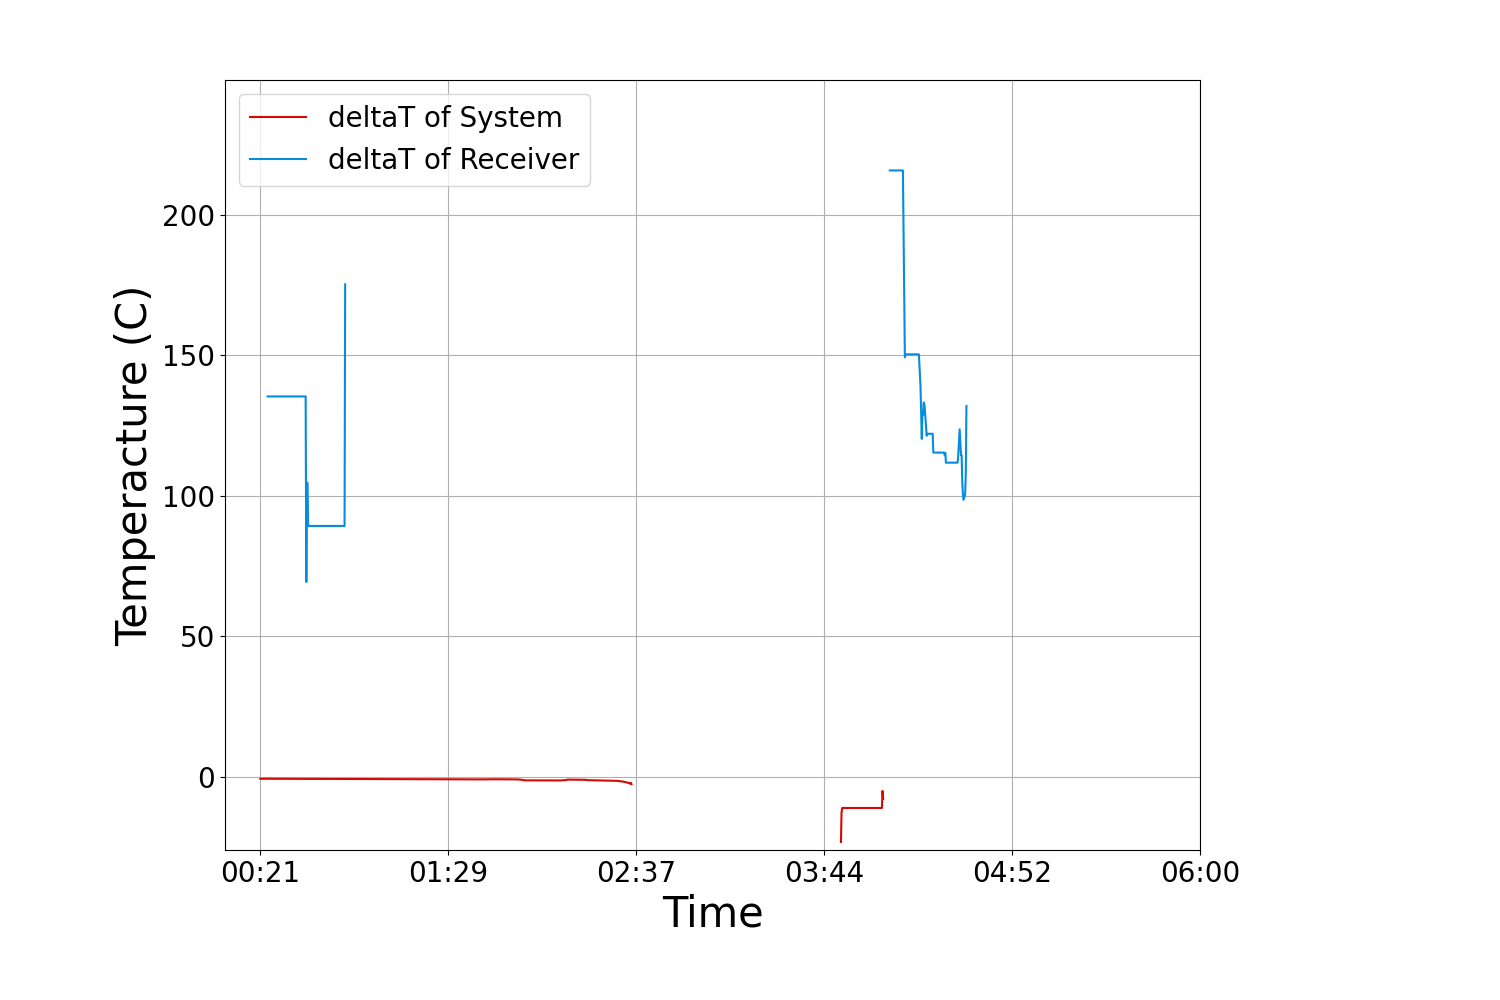 deltaT of System
deltaT of Receiver
200
150
100
50
0
Temperacture (C)
00:21 01:29 02:37 03:44 04:52 06:00
Time